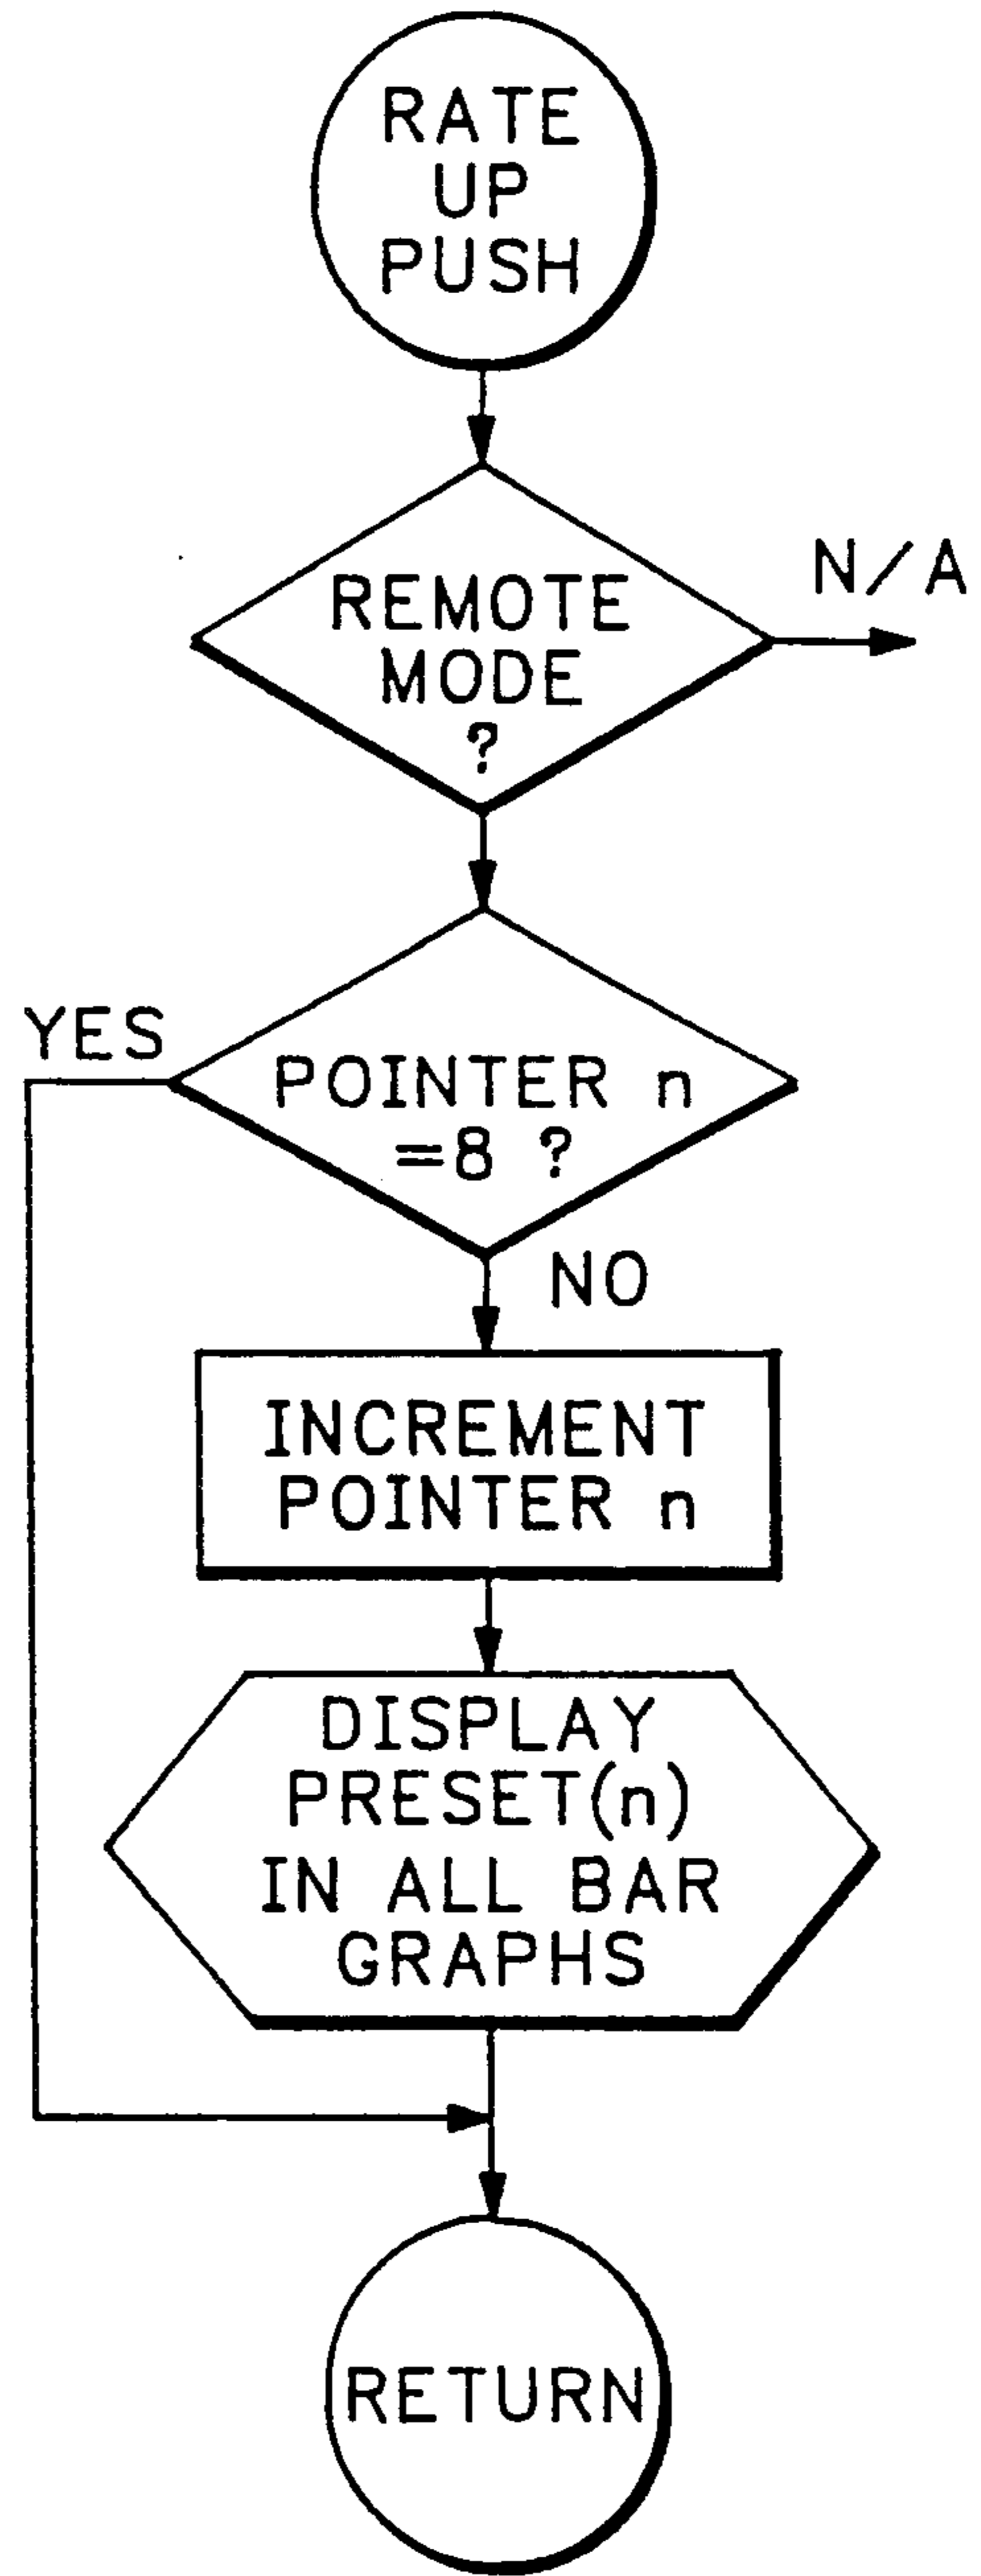 RATE
UP
PUSH
N/A
REMOTE
MODE
?
YES
POINTER n
=8 ?
NO
INCREMENT
POINTER n
DISPLAY
PRESET(n)
IN ALL BAR
GRAPHS
RETURN